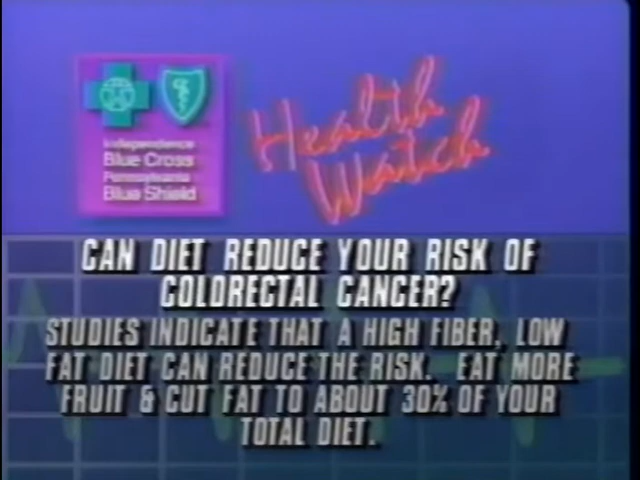 Independence
Blue Cross
Pennsylvania
Blue Shield
Health
Watch
CAN DIET REDUCE YOUR RISK OF
COLORECTAL CANCER?
STUDIES INDICATE THAT A HIGH FIBER, LOW
FAT DIET CAN REDUCE THE RISK. EAT MORE
FRUIT & CUT FAT TO ABOUT 30% OF YOUR
TOTAL DIET.